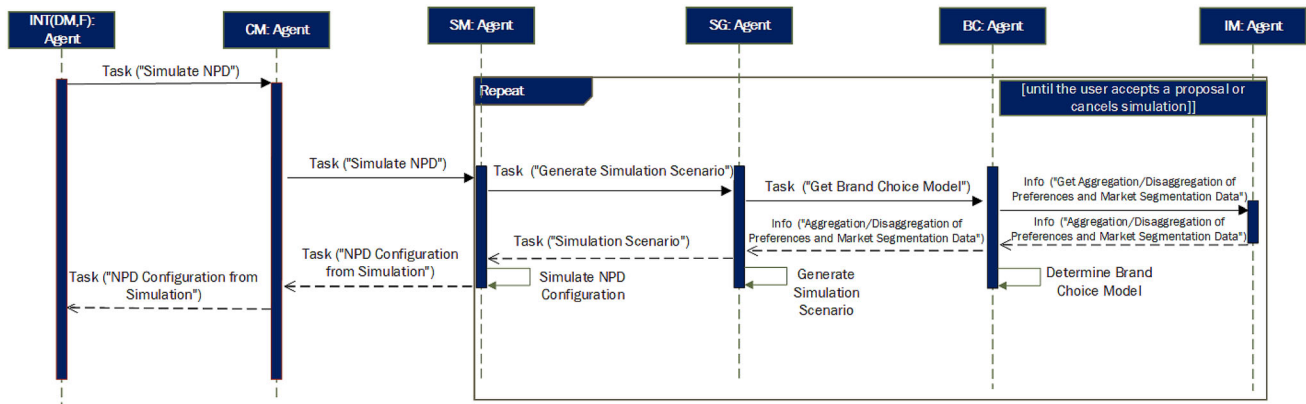 INT(DM,F):
Agent
CM: Agent
SM: Agent
SG: Agent
BC: Agent
IM: Agent
Task ("Simulate NPD")
Repeat
[until the user accepts a proposal or
cancels simulation]]
Task ("Simulate NPD")
Task ("Generate Simulation Scenario")
Task ("Get Brand Choice Model")
Info ("Get Aggregation/Disaggregation of
Preferences and Market Segmentation Data")
Info ("Aggregation/Disaggregation of
Preferences and Market Segmentation Data")
Info ("Aggregation/Disaggregation of
Preferences and Market Segmentation Data")
Task ("Simulation Scenario")
Task ("NPD Configuration
from Simulation")
Task ("NPD Configuration from
Simulation")
Simulate NPD
Configuration
Generate
Simulation
Scenario
Determine Brand
Choice Model